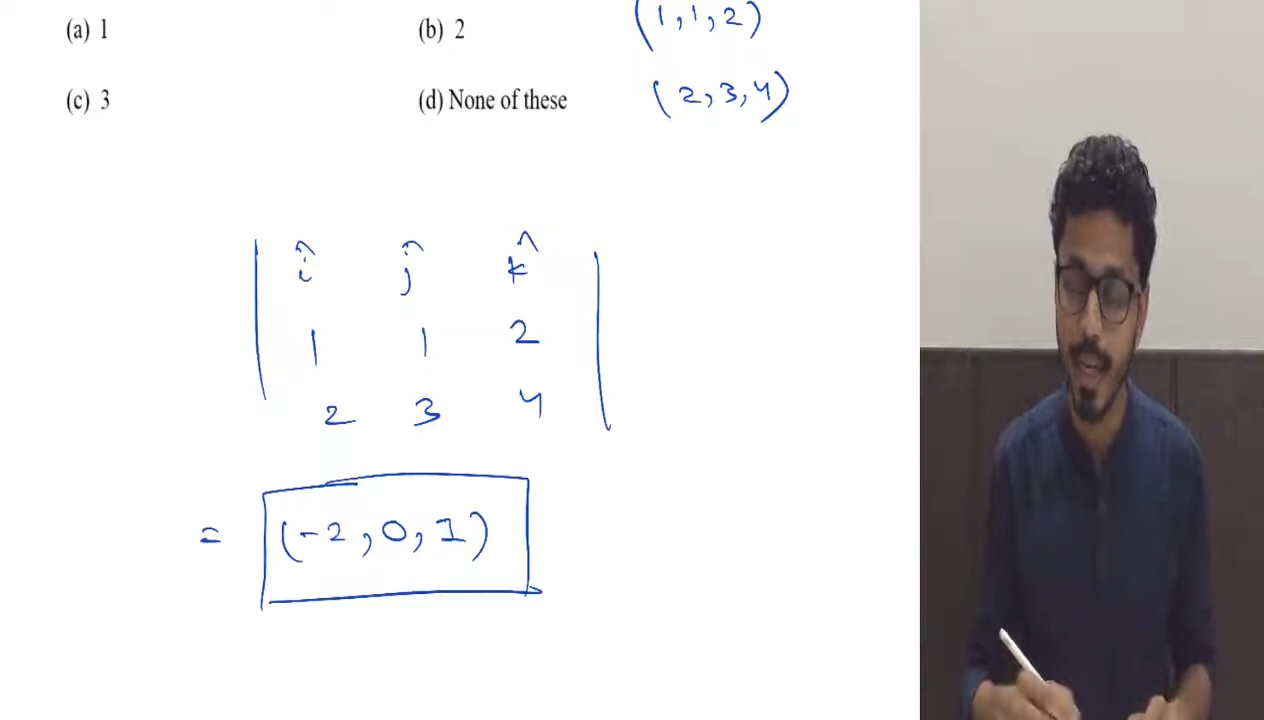 (a) 1 (b) 2 (1,1,2)
(c) 3 (d) None of these (2,3,4)
î ĵ k̂
1 1 2
2 3 4
= (-2,0,1)